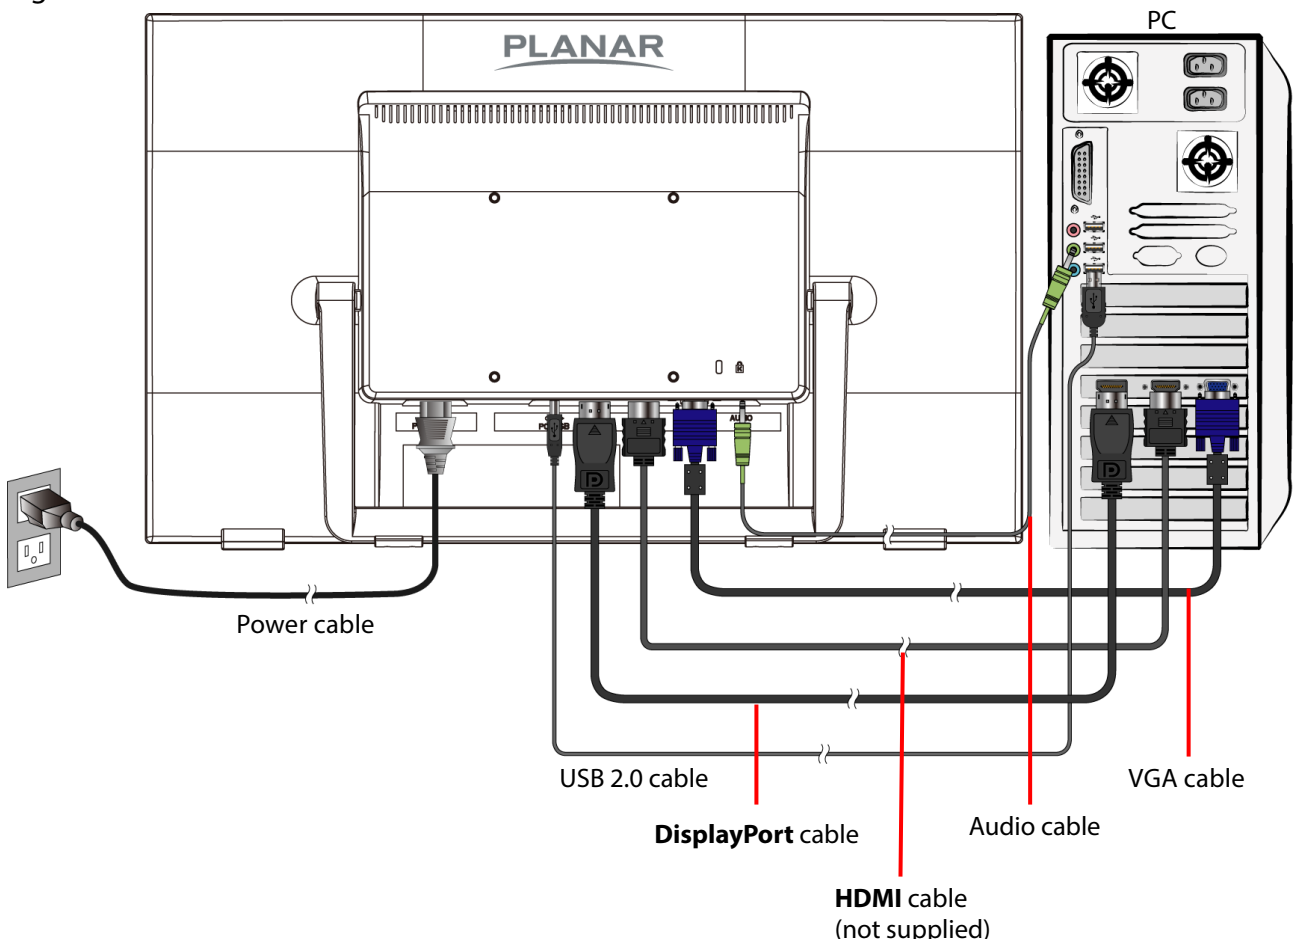 PC
PLANAR
Power cable
USB 2.0 cable
VGA cable
DisplayPort cable
Audio cable
HDMI cable
(not supplied)